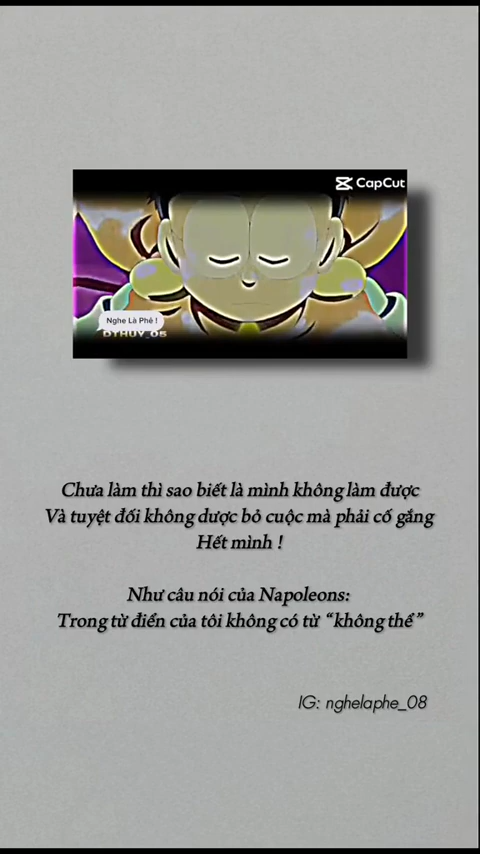 CapCut
Nghe Là Phê !
DTHUY_05
Chưa làm thì sao biết là mình không làm được
Và tuyệt đối không dược bỏ cuộc mà phải cố gắng
Hết mình !
Như câu nói của Napoleons:
Trong từ điển của tôi không có từ “không thể”
IG: nghelaphe_08